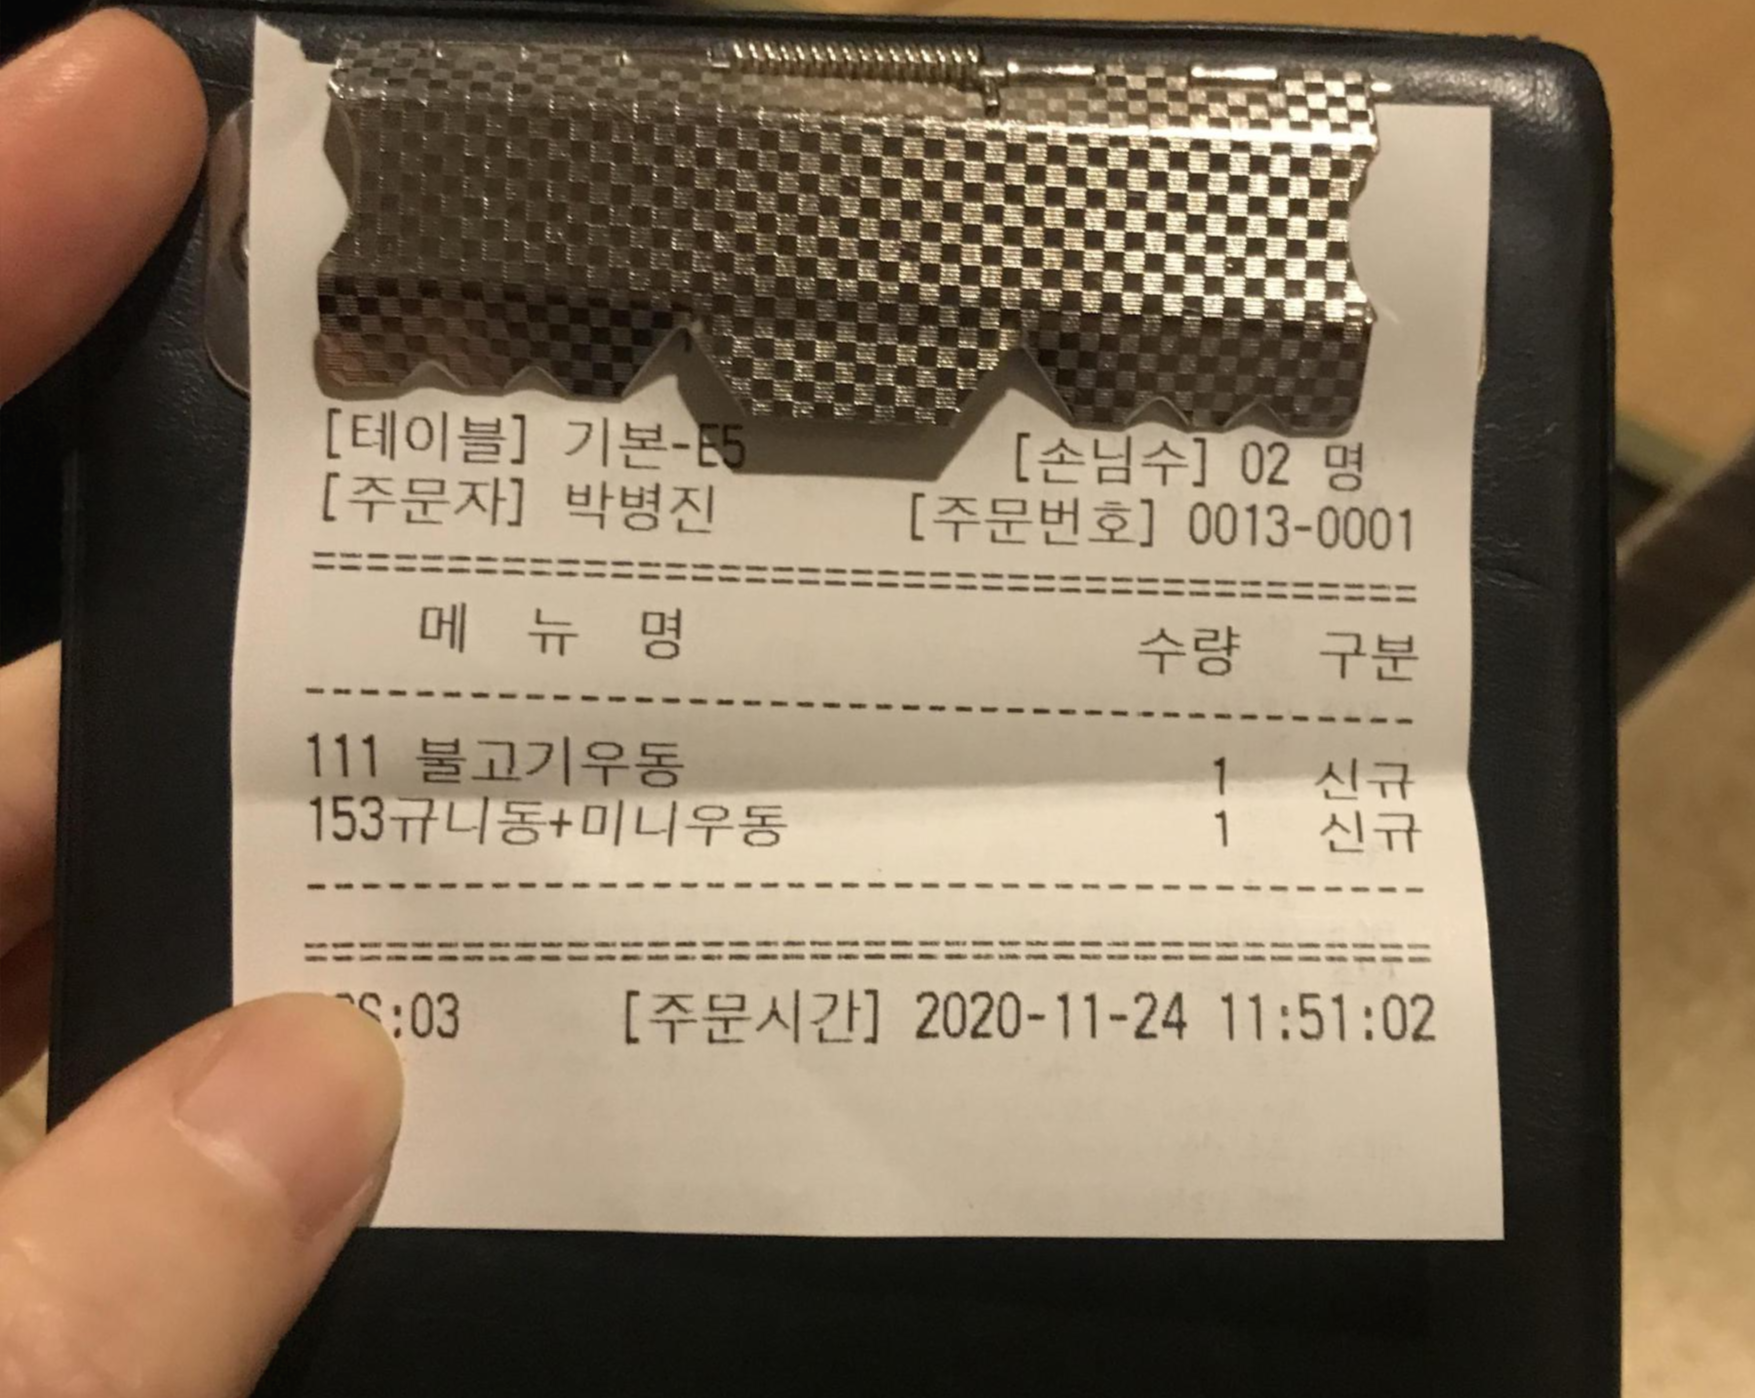 [테이블] 기본-E5 [손님수] 02 명
[주문자] 박병진 [주문번호] 0013-0001
메 뉴 명 수량 구분
111 불고기우동 1 신규
153규니동+미니우동 1 신규
:03 [주문시간] 2020-11-24 11:51:02